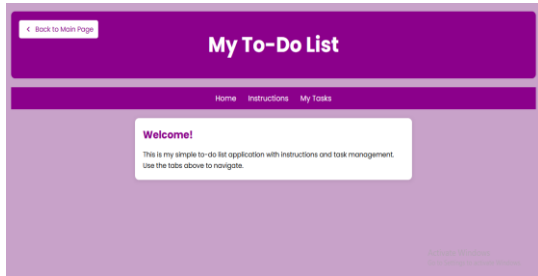 < Back to Main Page
My To-Do List
Home Instructions My Tasks
Welcome!
This is my simple to-do list application with instructions and task management.
Use the tabs above to navigate.